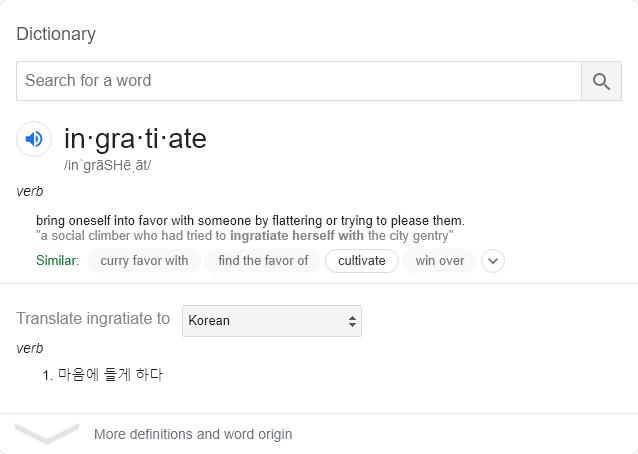 Dictionary
Search for a word
in·gra·ti·ate
/inˈɡrāSHēˌāt/
verb
bring oneself into favor with someone by flattering or trying to please them.
"a social climber who had tried to ingratiate herself with the city gentry"
Similar: curry favor with find the favor of cultivate win over
Translate ingratiate to Korean
verb
1. 마음에 들게 하다
More definitions and word origin